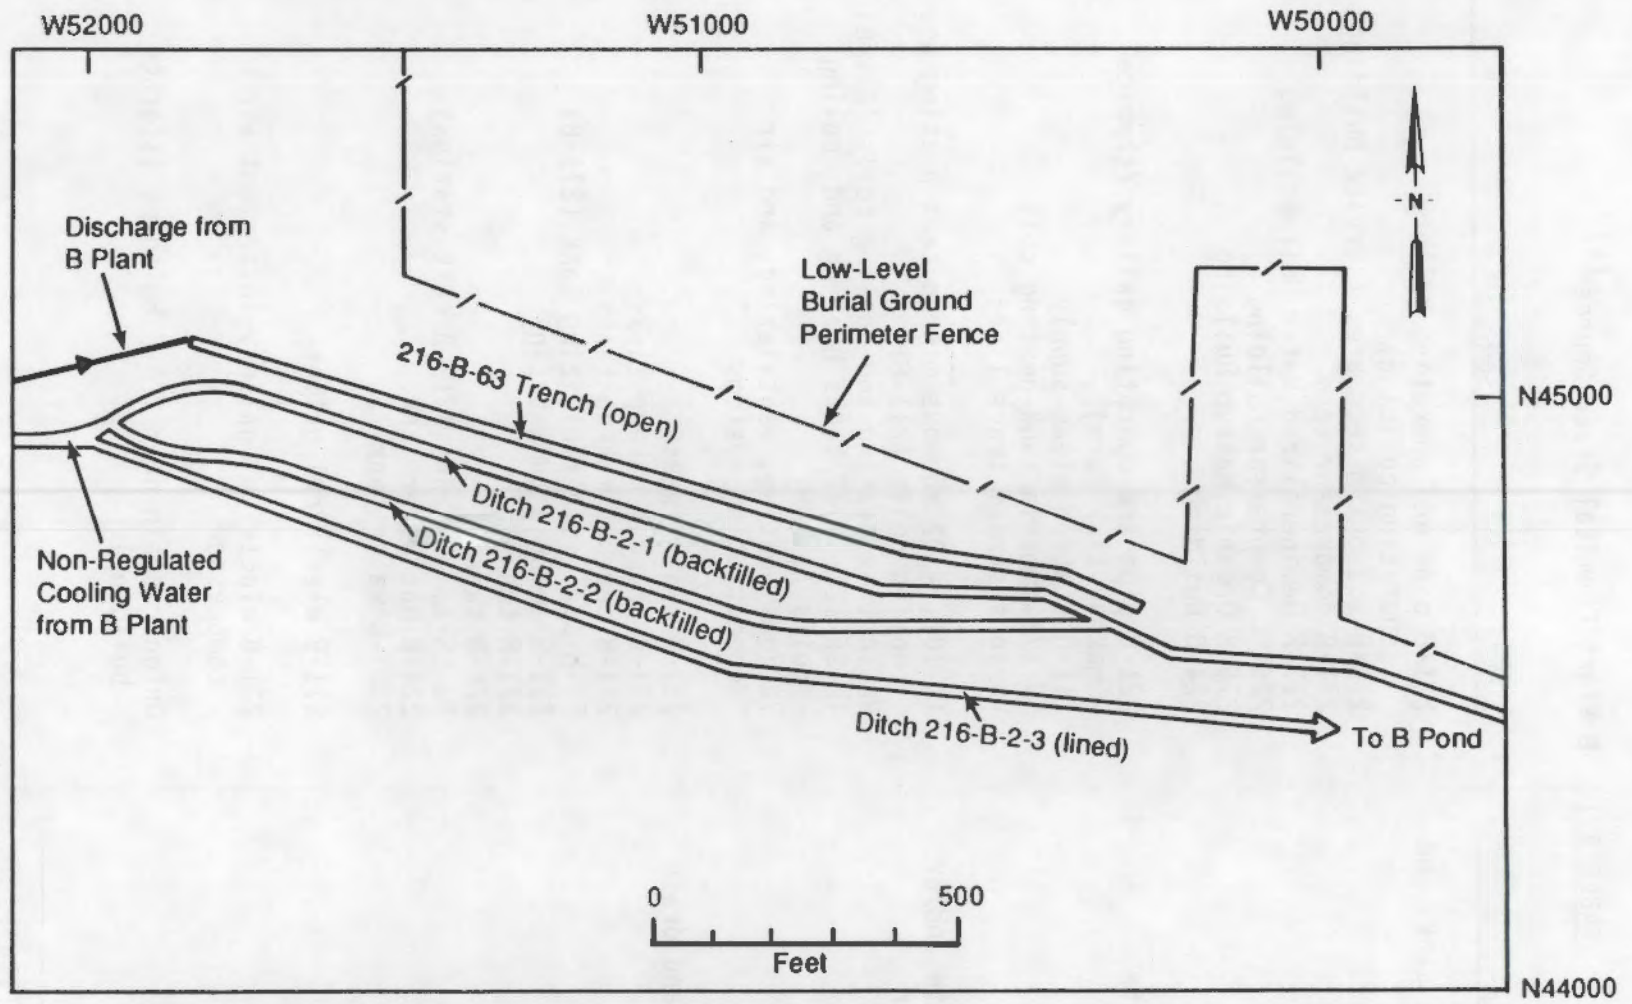 W52000
W51000
W50000
N
Discharge from
B Plant
Low-Level
Burial Ground
Perimeter Fence
216-B-63 Trench (open)
N45000
Ditch 216-B-2-1 (backfilled)
Ditch 216-B-2-2 (backfilled)
Non-Regulated
Cooling Water
from B Plant
Ditch 216-B-2-3 (lined)
To B Pond
0 500
Feet
N44000